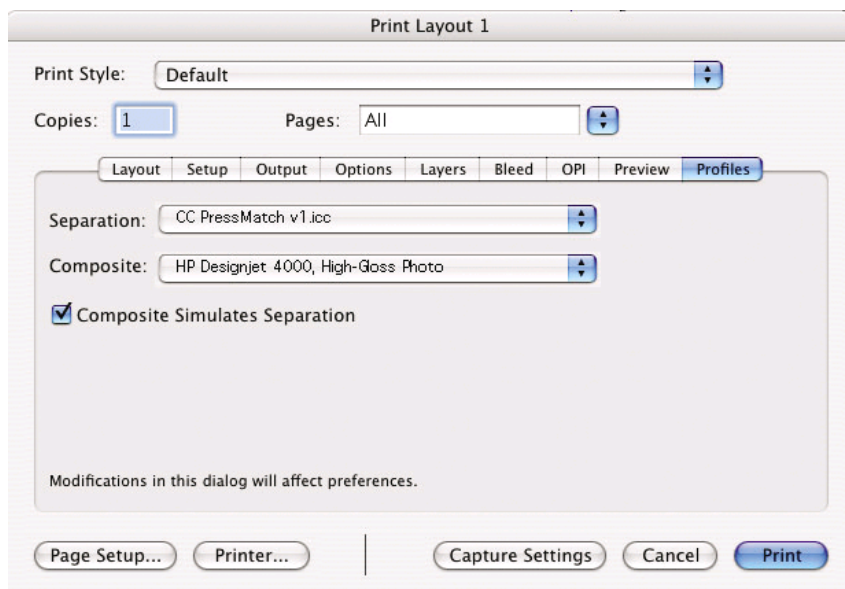 Print Layout 1
Print Style: Default
Copies: 1 Pages: All
Layout Setup Output Options Layers Bleed OPI Preview Profiles
Separation: CC PressMatch v1.icc
Composite: HP Designjet 4000, High-Gloss Photo
Composite Simulates Separation
Modifications in this dialog will affect preferences.
Page Setup... Printer... Capture Settings Cancel Print